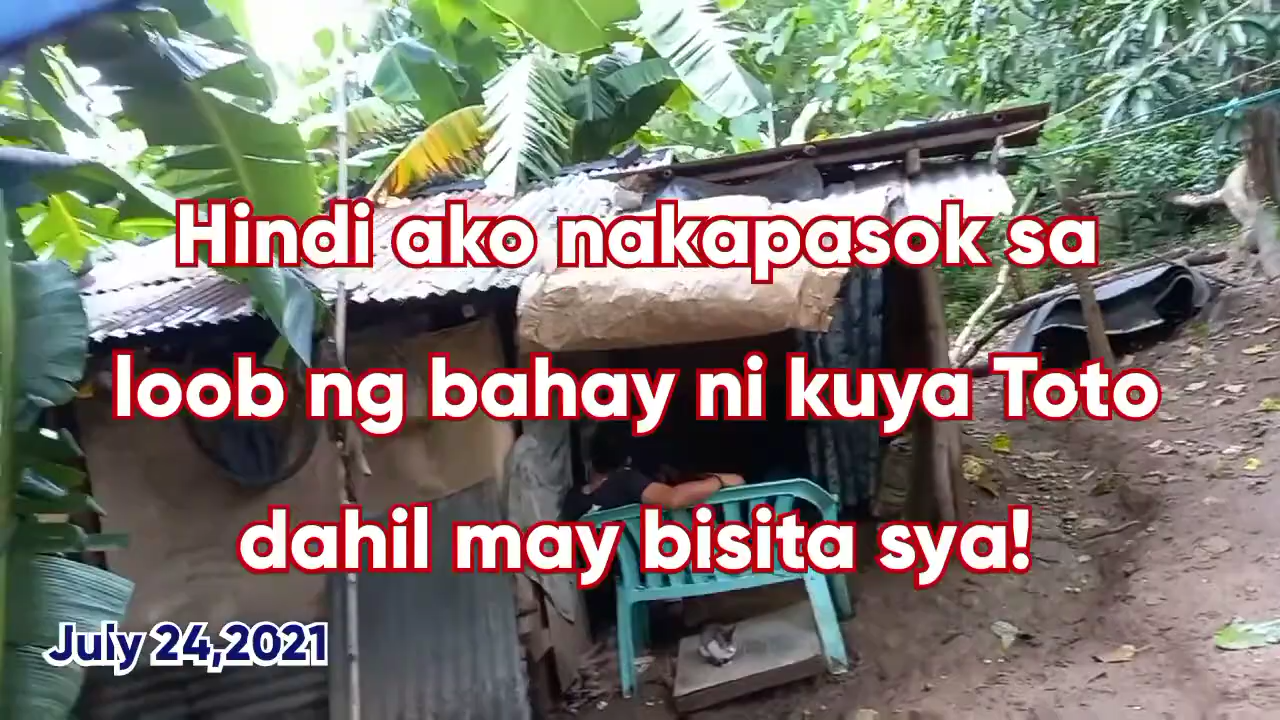 Hindi ako nakapasok sa
loob ng bahay ni kuya Toto
dahil may bisita sya!
July 24,2021